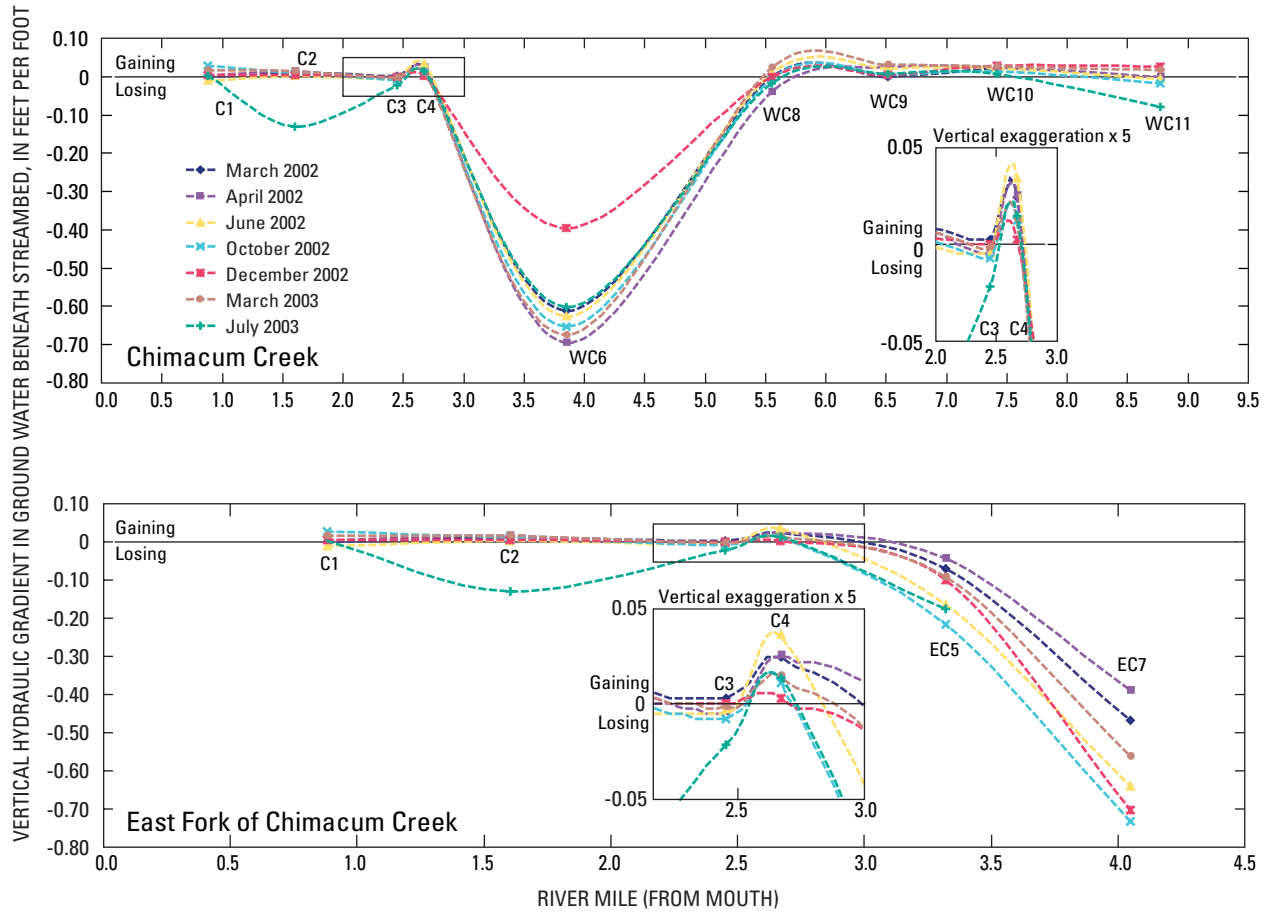 VERTICAL HYDRAULIC GRADIENT IN GROUND WATER BENEATH STREAMBED, IN FEET PER FOOT
0.10
0
-0.10
-0.20
-0.30
-0.40
-0.50
-0.60
-0.70
-0.80
Gaining
Losing
C1
C2
C3
C4
WC6
WC8
WC9
WC10
WC11
March 2002
April 2002
June 2002
October 2002
December 2002
March 2003
July 2003
Chimacum Creek
Vertical exaggeration x 5
0.05
Gaining
0
Losing
-0.05
C3
C4
2.0 2.5 3.0
0.0 0.5 1.0 1.5 2.0 2.5 3.0 3.5 4.0 4.5 5.0 5.5 6.0 6.5 7.0 7.5 8.0 8.5 9.0 9.5
0.10
0
-0.10
-0.20
-0.30
-0.40
-0.50
-0.60
-0.70
-0.80
Gaining
Losing
C1
C2
EC5
EC7
Vertical exaggeration x 5
0.05
C4
C3
Gaining
0
Losing
-0.05
2.5 3.0
East Fork of Chimacum Creek
0.0 0.5 1.0 1.5 2.0 2.5 3.0 3.5 4.0 4.5
RIVER MILE (FROM MOUTH)